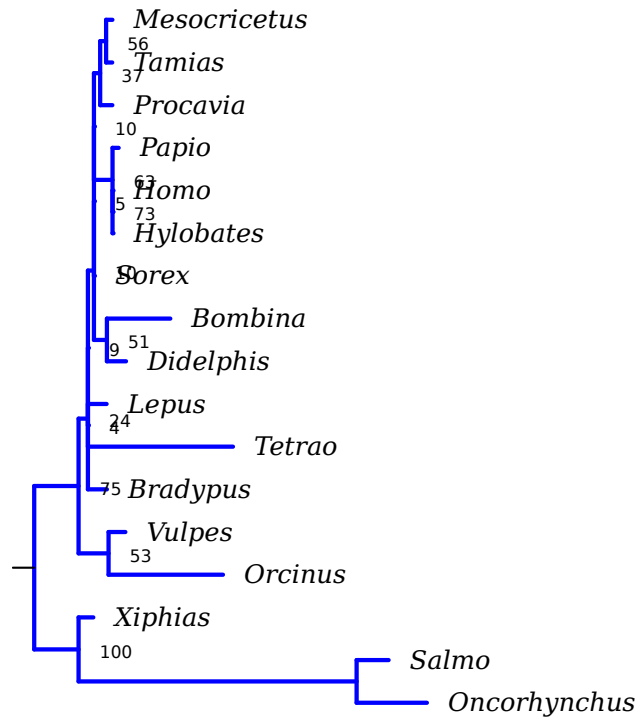 Mesocricetus
56
Tamias
37
Procavia
10
Papio
63
Homo
5
73
Hylobates
10
Sorex
Bombina
51
9
Didelphis
Lepus
24
4
Tetrao
75
Bradypus
Vulpes
53
Orcinus
Xiphias
100
Salmo
Oncorhynchus